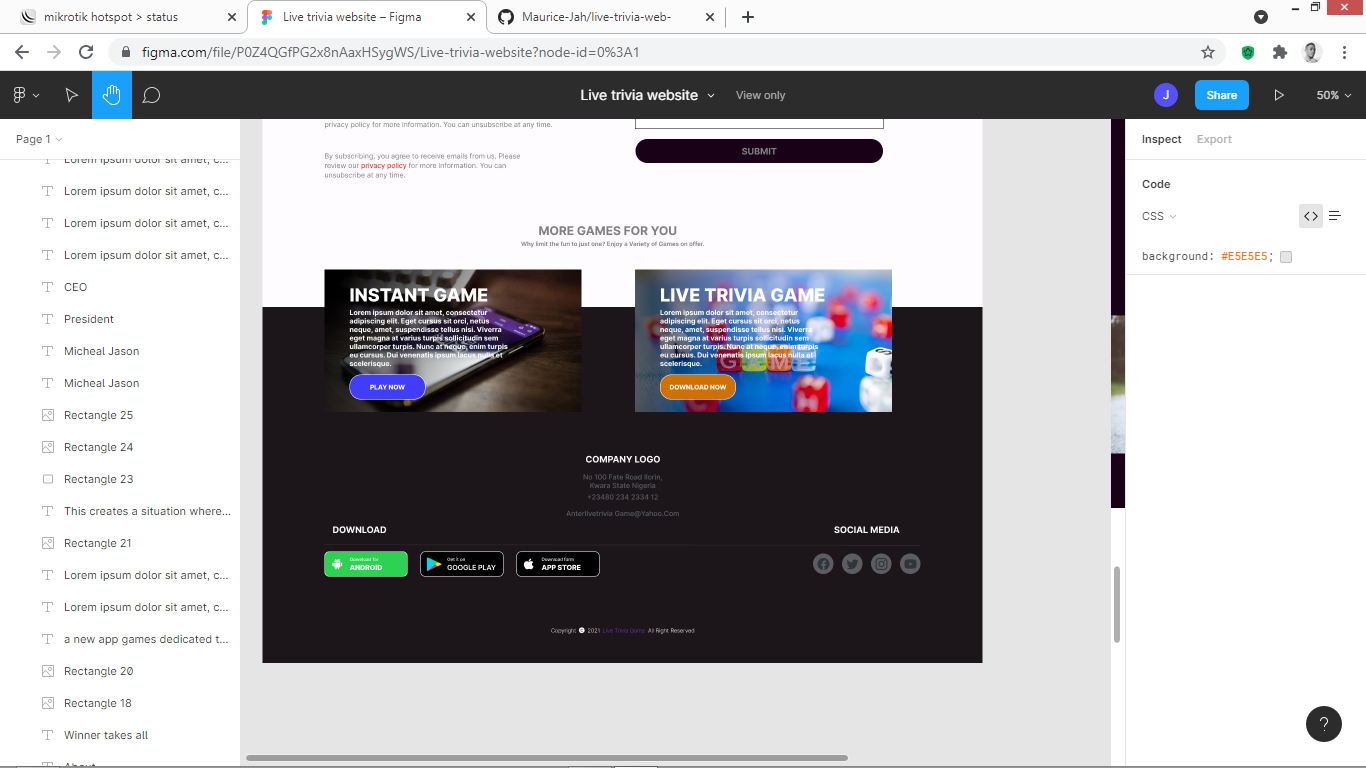 mikrotik hotspot > status
Live trivia website – Figma
Maurice-Jah/live-trivia-web-
figma.com/file/P0Z4QGfPG2x8nAaxHSygWS/Live-trivia-website?node-id=0%3A1
Live trivia website
View only
J
Share
50%
Page 1
Lorem ipsum dolor sit amet, c...
Lorem ipsum dolor sit amet, c...
Lorem ipsum dolor sit amet, c...
Lorem ipsum dolor sit amet, c...
CEO
President
Micheal Jason
Micheal Jason
Rectangle 25
Rectangle 24
Rectangle 23
This creates a situation where...
Rectangle 21
Lorem ipsum dolor sit amet, c...
Lorem ipsum dolor sit amet, c...
a new app games dedicated t...
Rectangle 20
Rectangle 18
Winner takes all
About
privacy policy for more information. You can unsubscribe at any time.
By subscribing, you agree to receive emails from us. Please
review our privacy policy for more information. You can
unsubscribe at any time.
SUBMIT
MORE GAMES FOR YOU
Why limit the fun to just one? Enjoy a Variety of Games on offer.
INSTANT GAME
Lorem ipsum dolor sit amet, consectetur
adipiscing elit. Eget cursus sit orci, netus
neque, amet, suspendisse tellus nisi. Viverra
eget magna at varius turpis sollicitudin sem
ullamcorper turpis. Nunc at neque, enim turpis
eu cursus. Dui venenatis ipsum lacus nulla et
scelerisque.
PLAY NOW
LIVE TRIVIA GAME
Lorem ipsum dolor sit amet, consectetur
adipiscing elit. Eget cursus sit orci, netus
neque, amet, suspendisse tellus nisi. Viverra
eget magna at varius turpis sollicitudin sem
ullamcorper turpis. Nunc at neque, enim turpis
eu cursus. Dui venenatis ipsum lacus nulla et
scelerisque.
GAME
DOWNLOAD NOW
COMPANY LOGO
No 100 Fate Road Ilorin,
Kwara State Nigeria
+23480 234 2334 12
Anterlivetrivia Game@Yahoo.Com
DOWNLOAD
SOCIAL MEDIA
Download for
ANDROID
Get it on
GOOGLE PLAY
Download form
APP STORE
Copyright © 2021 Live Trivia Game. All Right Reserved
Inspect
Export
Code
CSS
background: #E5E5E5;
?